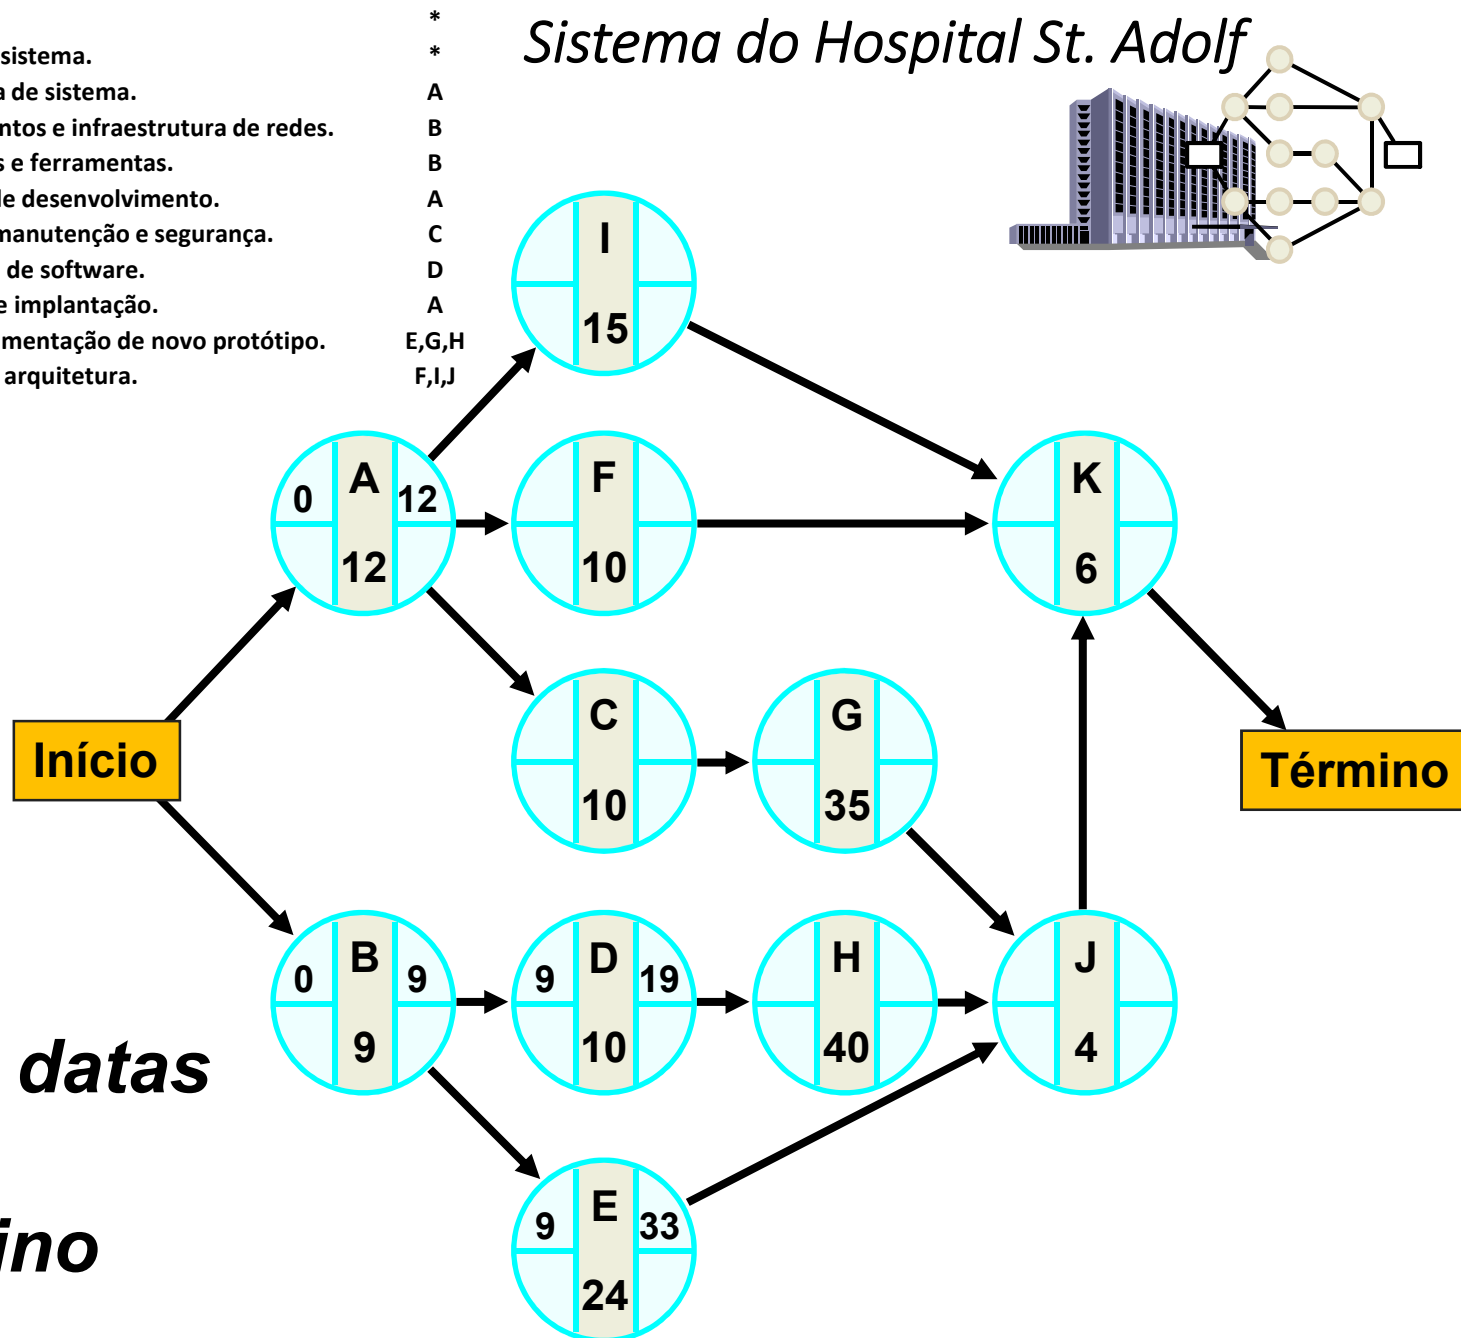 *
Sistema do Hospital St. Adolf
sistema. *
a de sistema. A
ntos e infraestrutura de redes. B
s e ferramentas. B
de desenvolvimento. A
manutenção e segurança. C
de software. D
e implantação. A
mentação de novo protótipo. E,G,H
arquitetura. F,I,J
I
15
0 A 12
12
F
10
K
6
C
10
G
35
Início
Término
0 B 9
9
9 D 19
10
H
40
J
4
datas
9 E 33
24
ino